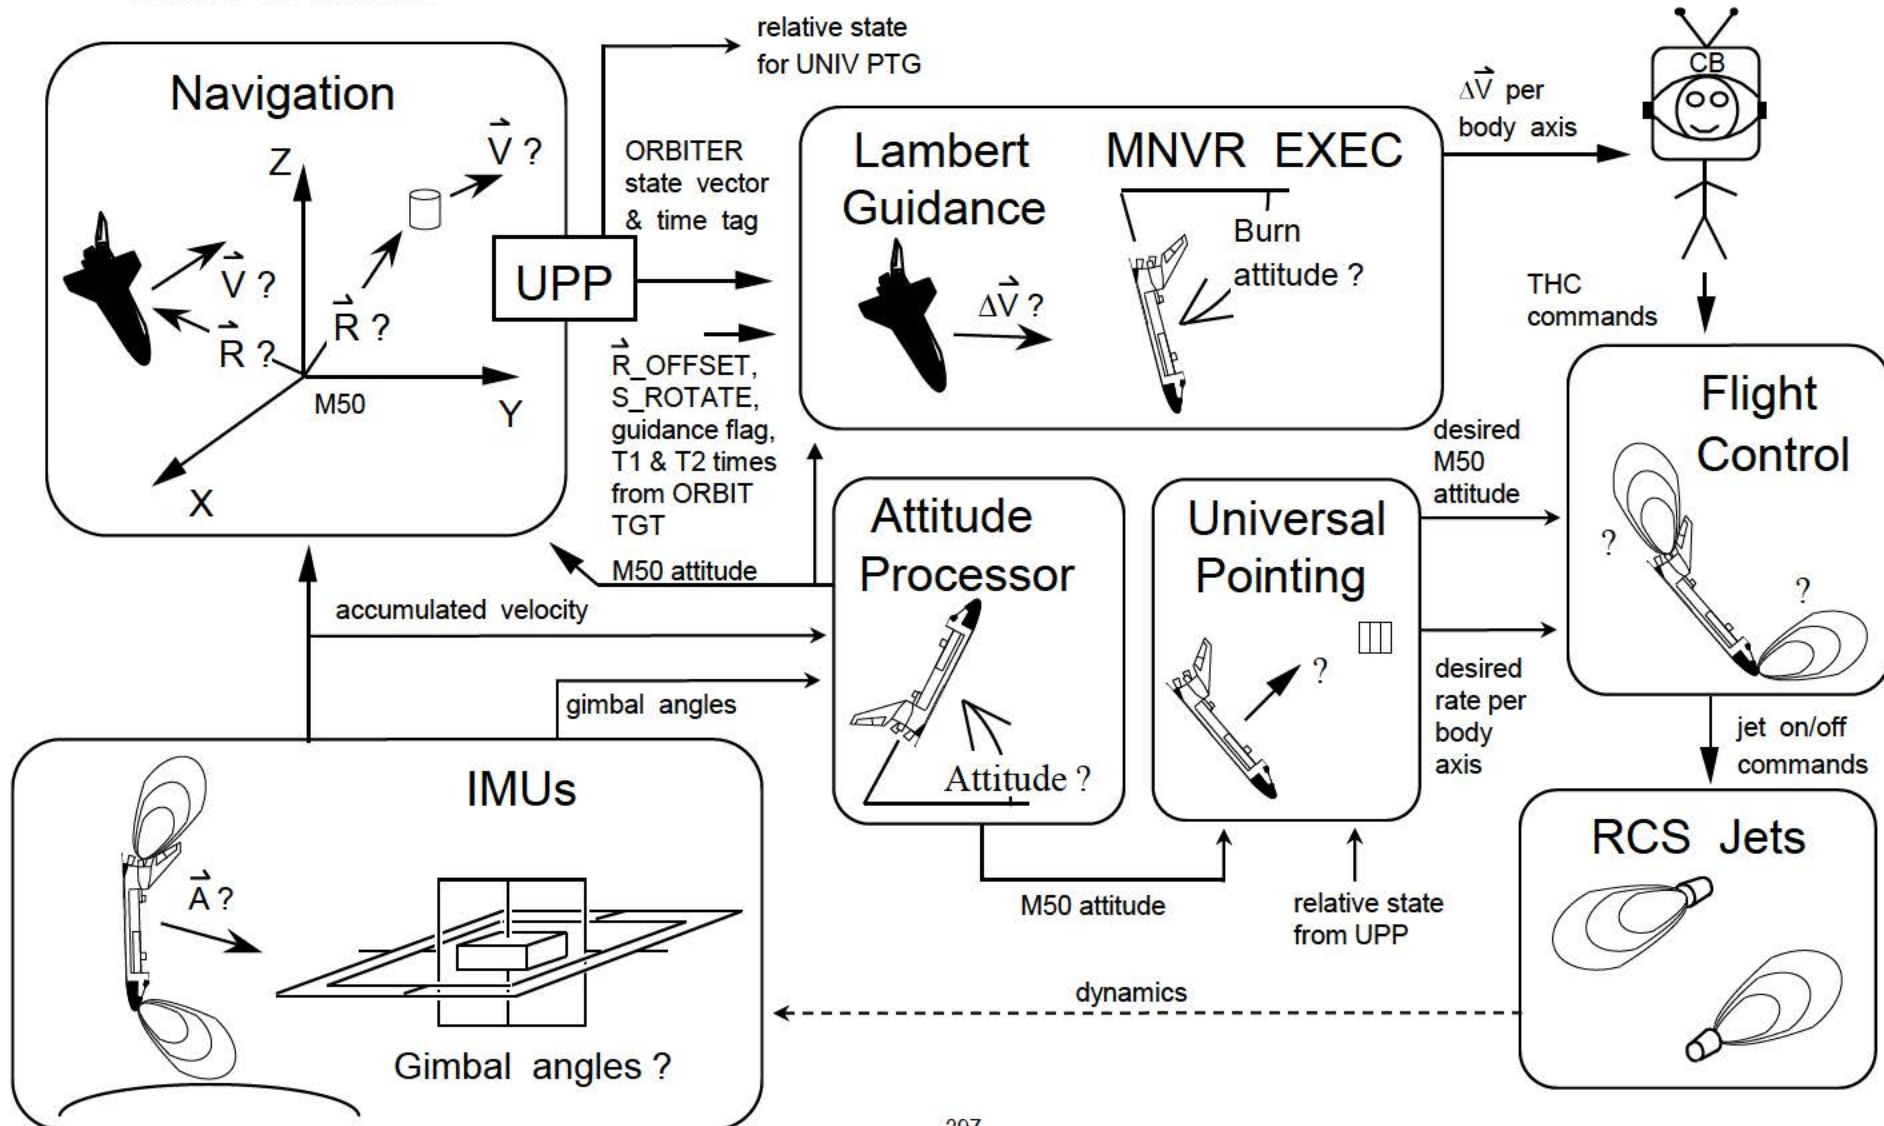 relative state
for UNIV PTG
Navigation
Z
V ?
V ?
R ?
R ?
M50
Y
X
ORBITER
state vector
& time tag
UPP
R_OFFSET,
S_ROTATE,
guidance flag,
T1 & T2 times
from ORBIT
TGT
Lambert
Guidance
ΔV ?
MNVR EXEC
Burn
attitude ?
ΔV per
body axis
CB
THC
commands
Flight
Control
?
?
desired
M50
attitude
desired
rate per
body
axis
Attitude
Processor
Attitude ?
Universal
Pointing
?
M50 attitude
accumulated velocity
gimbal angles
IMUs
A ?
Gimbal angles ?
M50 attitude
relative state
from UPP
jet on/off
commands
RCS Jets
dynamics